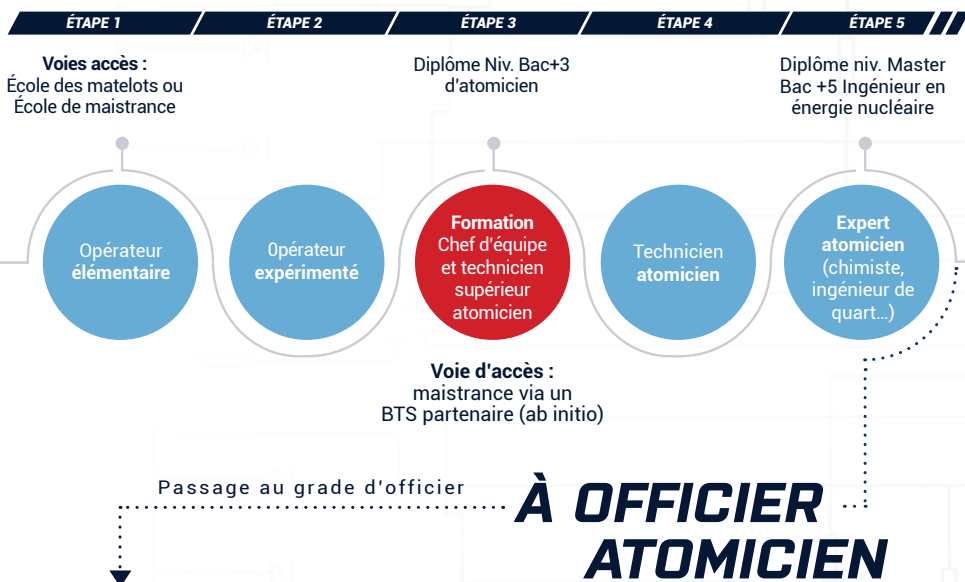 ÉTAPE 1
ÉTAPE 2
ÉTAPE 3
ÉTAPE 4
ÉTAPE 5
Voies accès :
École des matelots ou
École de maistrance
Diplôme Niv. Bac+3
d'atomicien
Diplôme niv. Master
Bac +5 Ingénieur en
énergie nucléaire
Opérateur
élémentaire
0pérateur
expérimenté
Formation
Chef d'équipe
et technicien
supérieur
atomicien
Technicien
atomicien
Expert
atomicien
(chimiste,
ingénieur de
quart...)
Voie d'accès :
maistrance via un
BTS partenaire (ab initio)
Passage au grade d'officier
À OFFICIER
ATOMICIEN